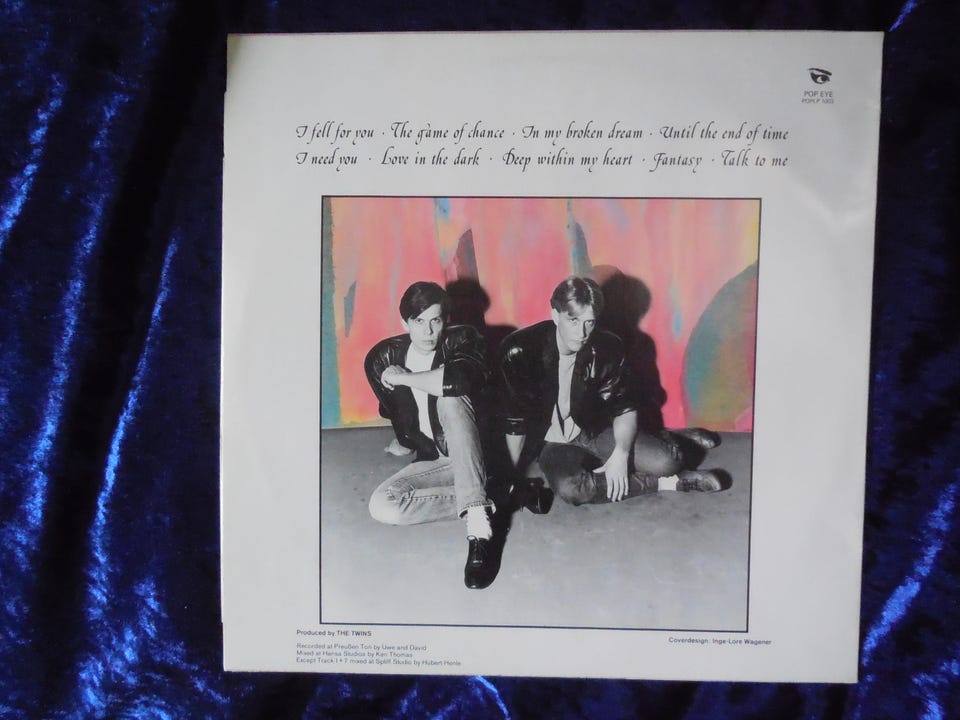 POP EYE
POPLP 1003
I fell for you · The game of chance · In my broken dream · Until the end of time
I need you · Love in the dark · Deep within my heart · Fantasy · Talk to me
Produced by THE TWINS
Coverdesign: Inge-Lore Wagener
Recorded at Preußen Ton by Uwe and David
Mixed at Hansa Studios by Ken Thomas
Except Track 1+7 mixed at Spliff Studio by Hubert Henle